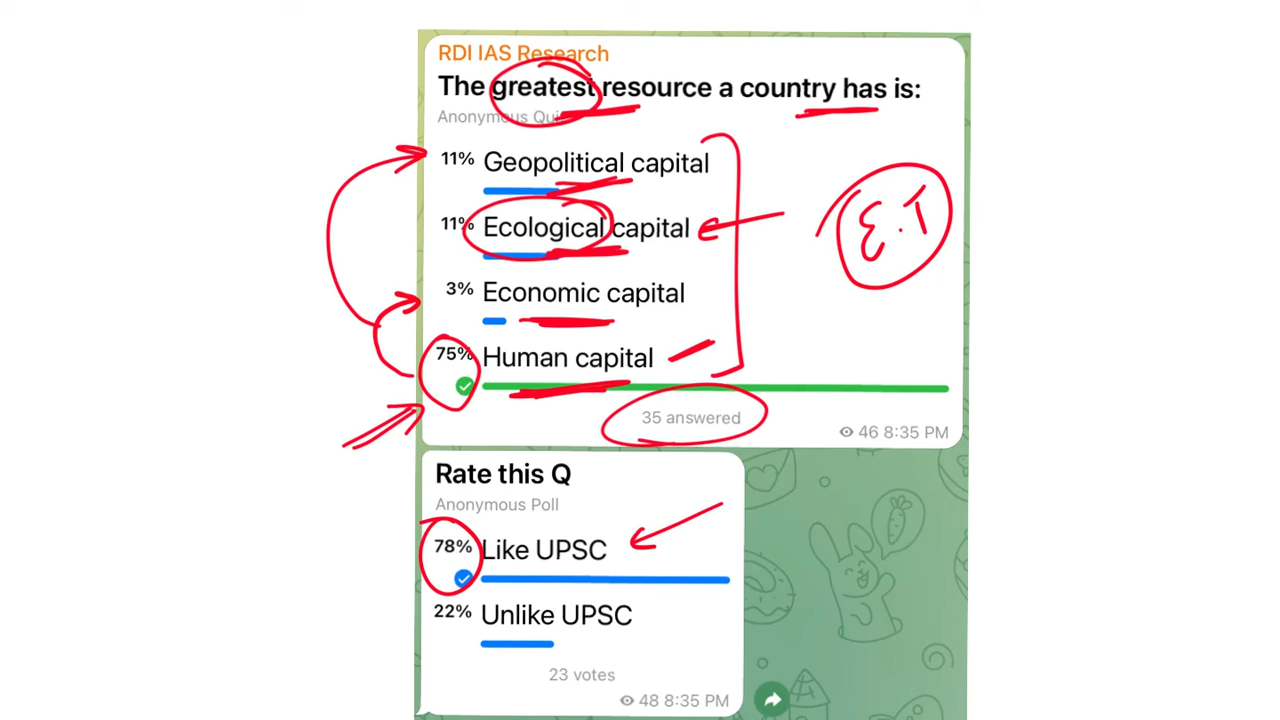 RDI IAS Research
The greatest resource a country has is:
Anonymous Quiz
11% Geopolitical capital
11% Ecological capital
3% Economic capital
75% Human capital
35 answered
46 8:35 PM
E.T
Rate this Q
Anonymous Poll
78% Like UPSC
22% Unlike UPSC
23 votes
48 8:35 PM